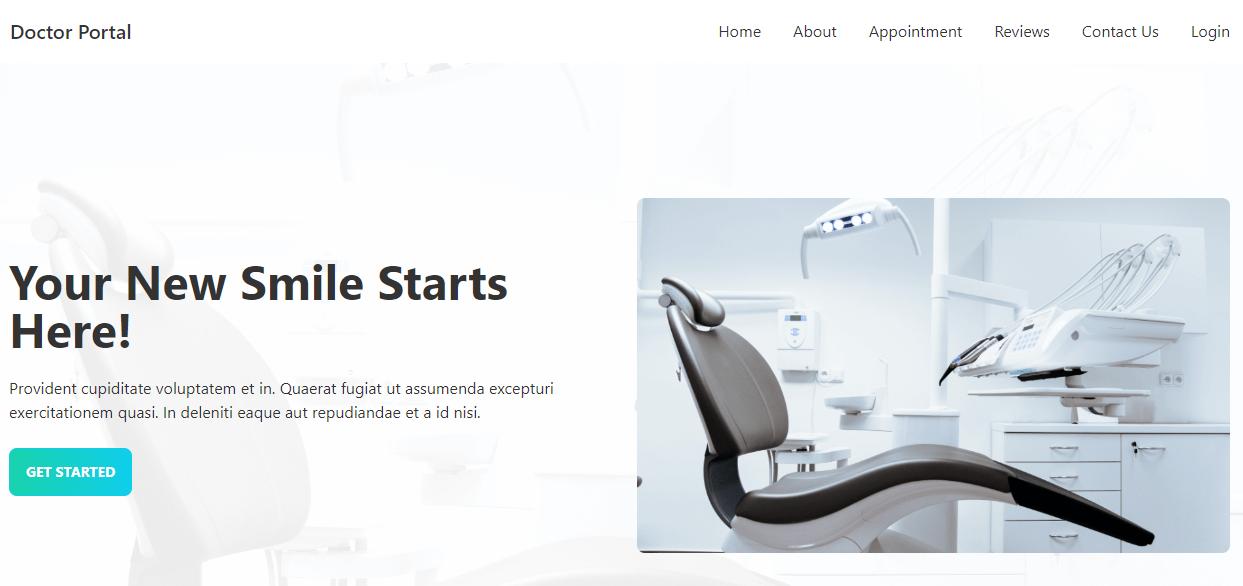 Doctor Portal
Home About Appointment Reviews Contact Us Login
Your New Smile Starts
Here!
Provident cupiditate voluptatem et in. Quaerat fugiat ut assumenda excepturi
exercitationem quasi. In deleniti eaque aut repudiandae et a id nisi.
GET STARTED